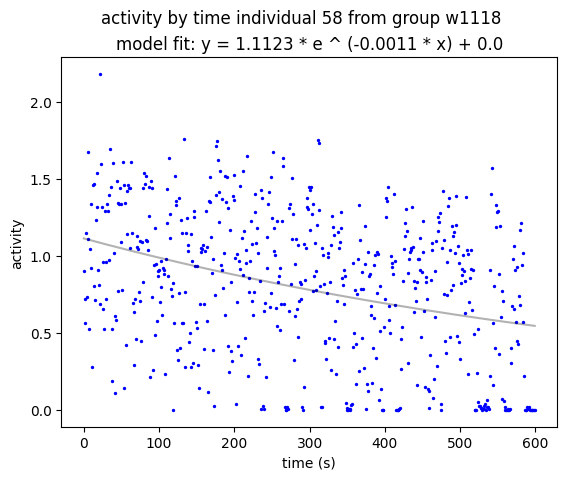 activity by time individual 58 from group w1118
model fit: y = 1.1123 * e ^ (-0.0011 * x) + 0.0
2.0
1.5
1.0
0.5
0.0
activity
0 100 200 300 400 500 600
time (s)